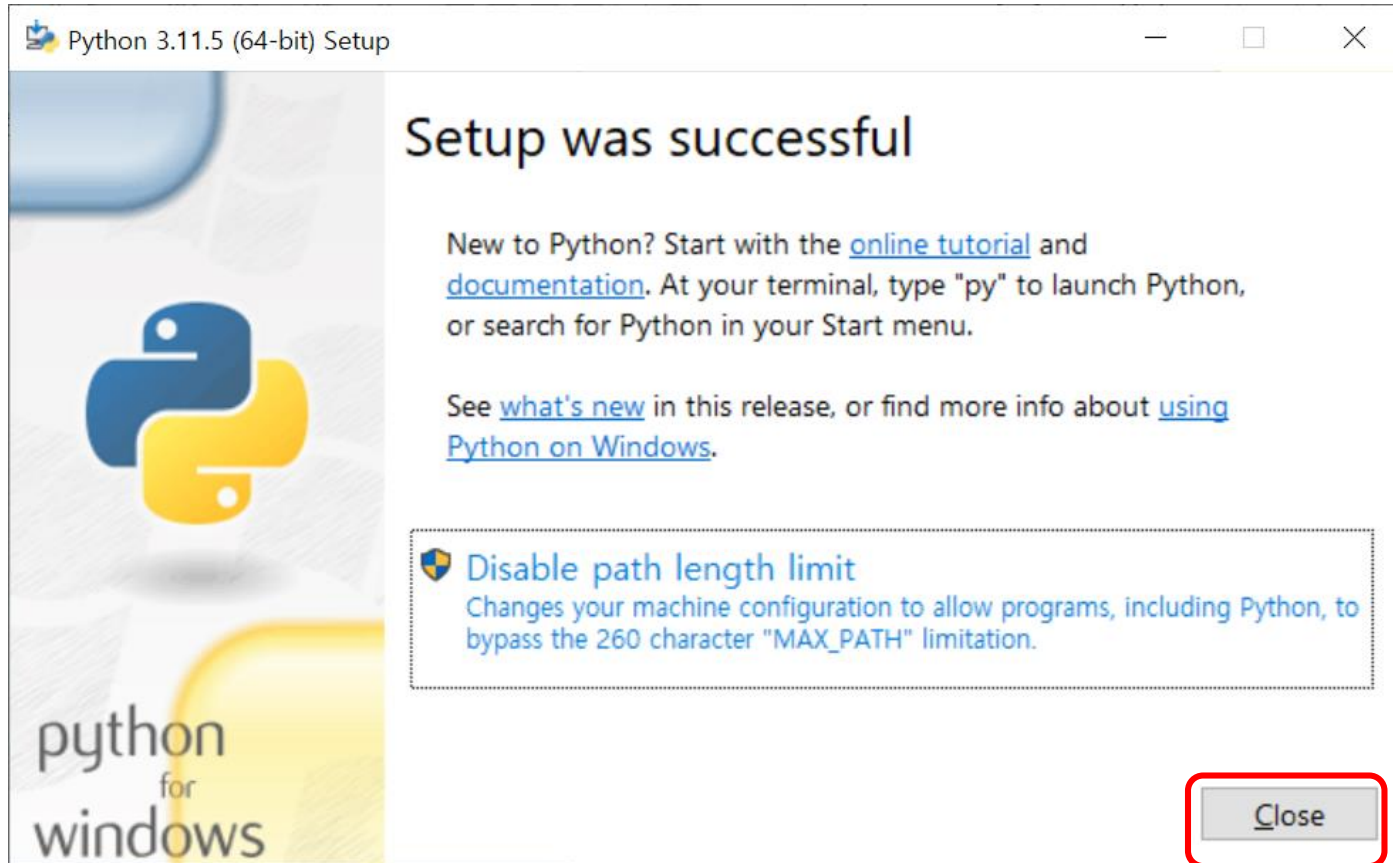 Python 3.11.5 (64-bit) Setup
Setup was successful
New to Python? Start with the online tutorial and
documentation. At your terminal, type "py" to launch Python,
or search for Python in your Start menu.
See what's new in this release, or find more info about using
Python on Windows.
Disable path length limit
Changes your machine configuration to allow programs, including Python, to
bypass the 260 character "MAX_PATH" limitation.
python
for
windows
Close